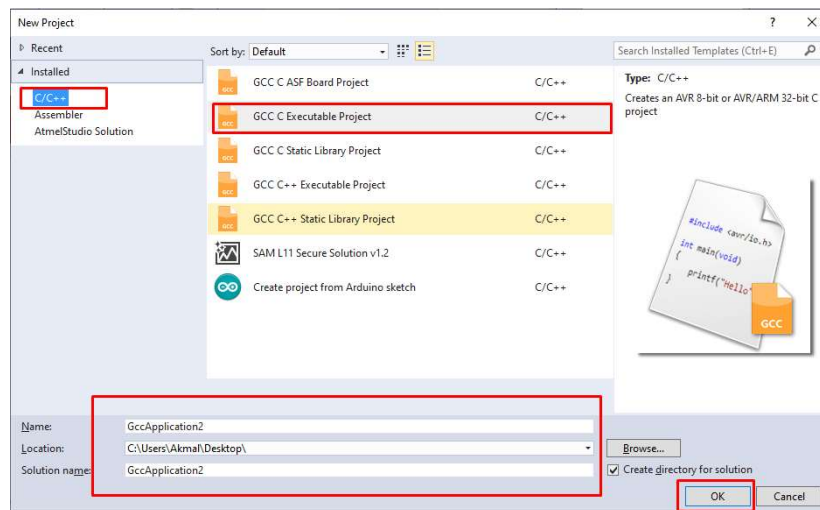 New Project
? X
Recent
Installed
C/C++
Assembler
AtmelStudio Solution
Sort by: Default
Search Installed Templates (Ctrl+E)
GCC C ASF Board Project C/C++
GCC C Executable Project C/C++
GCC C Static Library Project C/C++
GCC C++ Executable Project C/C++
GCC C++ Static Library Project C/C++
SAM L11 Secure Solution v1.2 C/C++
Create project from Arduino sketch C/C++
Type: C/C++
Creates an AVR 8-bit or AVR/ARM 32-bit C
project
#include <avr/io.h>
int main(void)
{
printf("Hello"
}
GCC
Name: GccApplication2
Location: C:\Users\Akmal\Desktop\
Browse...
Solution name: GccApplication2
Create directory for solution
OK Cancel